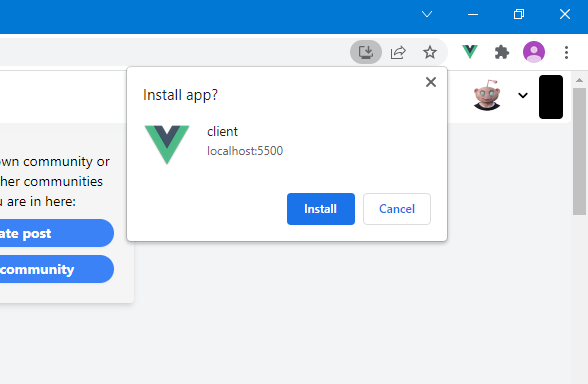 Install app?
client
localhost:5500
Install
Cancel
own community or
her communities
u are in here:
ate post
community